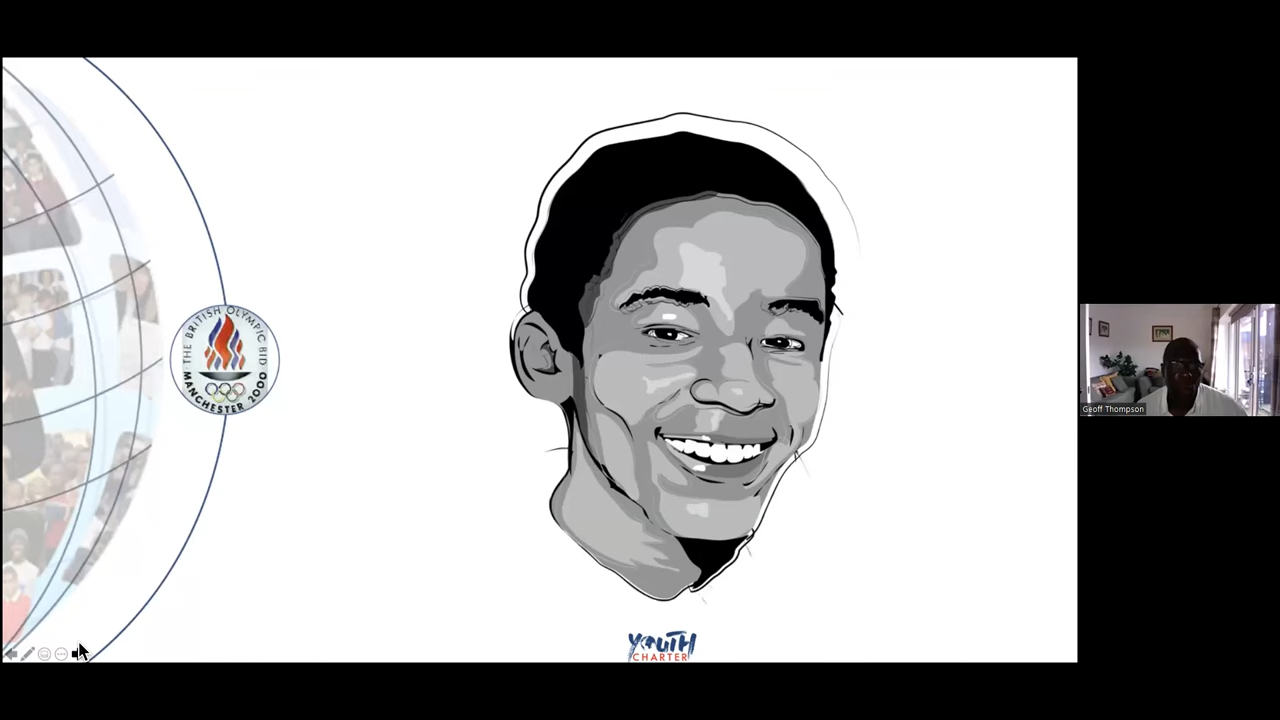 THE BRITISH OLYMPIC BID
MANCHESTER 2000
YOUTH
CHARTER
Geoff Thompson